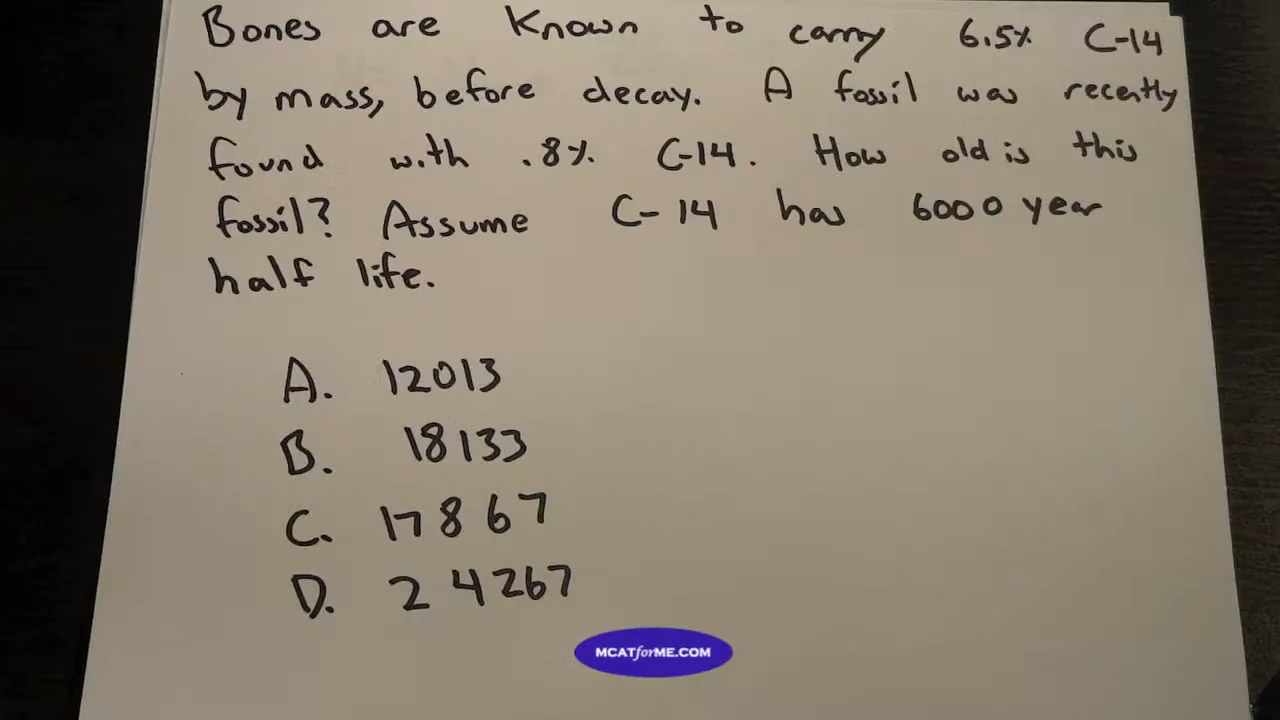 Bones are known to carry 6.5% C-14
by mass, before decay. A fossil was recently
found with .8% C-14. How old is this
fossil? Assume C-14 has 6000 year
half life.
A. 12013
B. 18133
C. 17867
D. 24267
MCATforME.COM